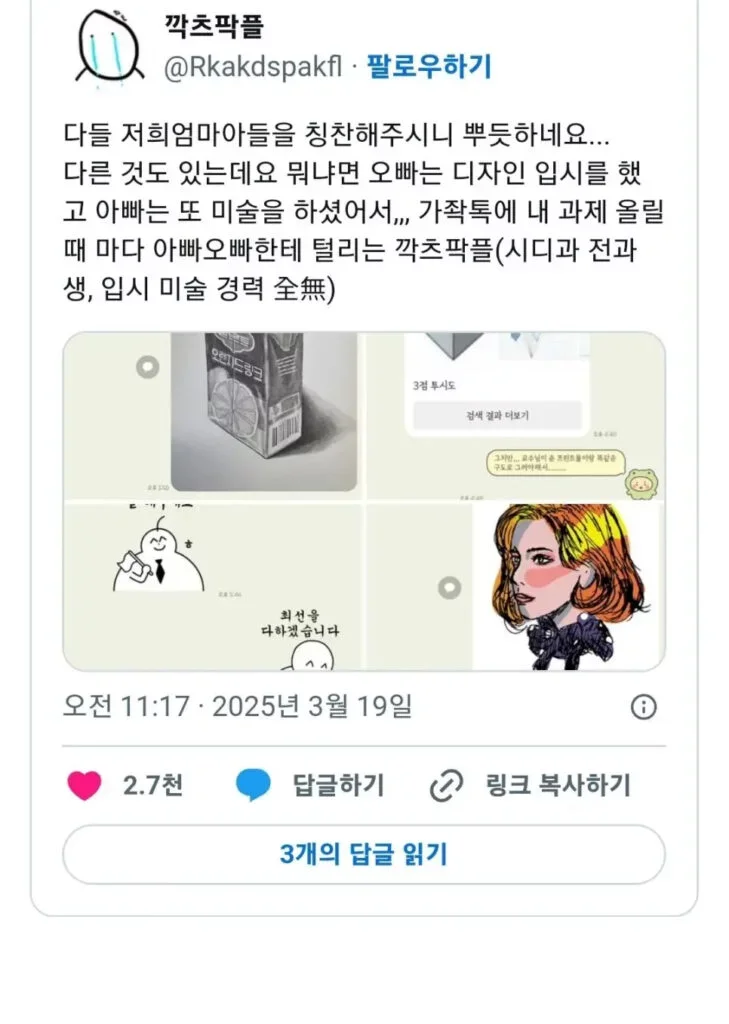 깍츠팍플
@Rkakdspakfl · 팔로우하기
다들 저희엄마아들을 칭찬해주시니 뿌듯하네요...
다른 것도 있는데요 뭐냐면 오빠는 디자인 입시를 했
고 아빠는 또 미술을 하셨어서,,, 가좍톡에 내 과제 올릴
때 마다 아빠오빠한테 털리는 깍츠팍플(시디과 전과
생, 입시 미술 경력 全無)
오렌지드링크
3점 투시도
검색 결과 더보기
그치만,,, 교수님이 준 프린트물이랑 똑같은
구도로 그려야해서
최선을
다하겠습니다
오전 11:17 · 2025년 3월 19일
2.7천
답글하기
링크 복사하기
3개의 답글 읽기